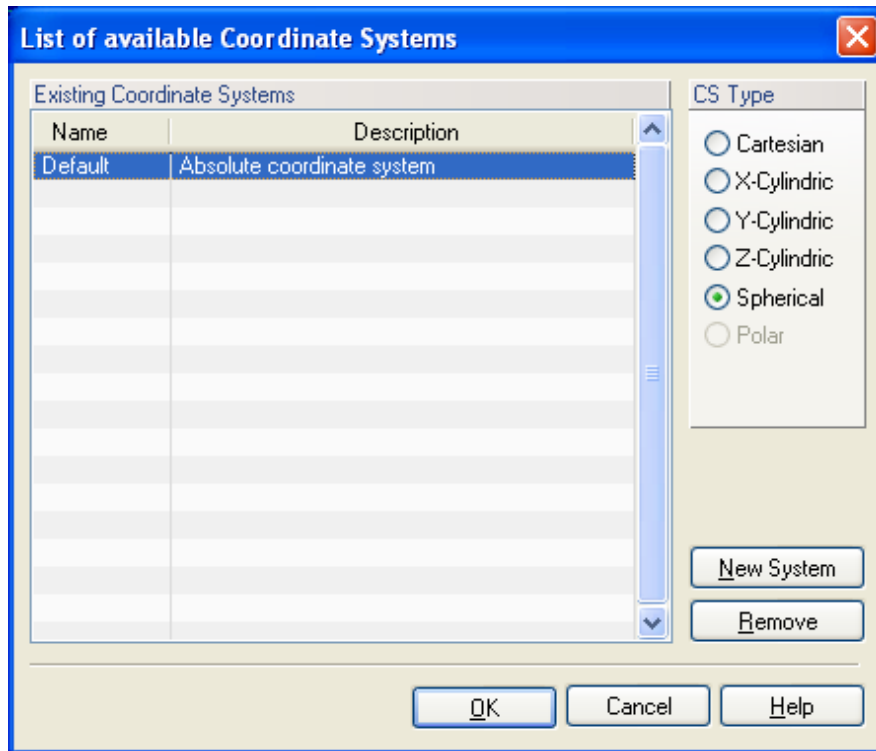 List of available Coordinate Systems
Existing Coordinate Systems
Name Description
Default Absolute coordinate system
CS Type
Cartesian
X-Cylindric
Y-Cylindric
Z-Cylindric
Spherical
Polar
New System
Remove
OK Cancel Help